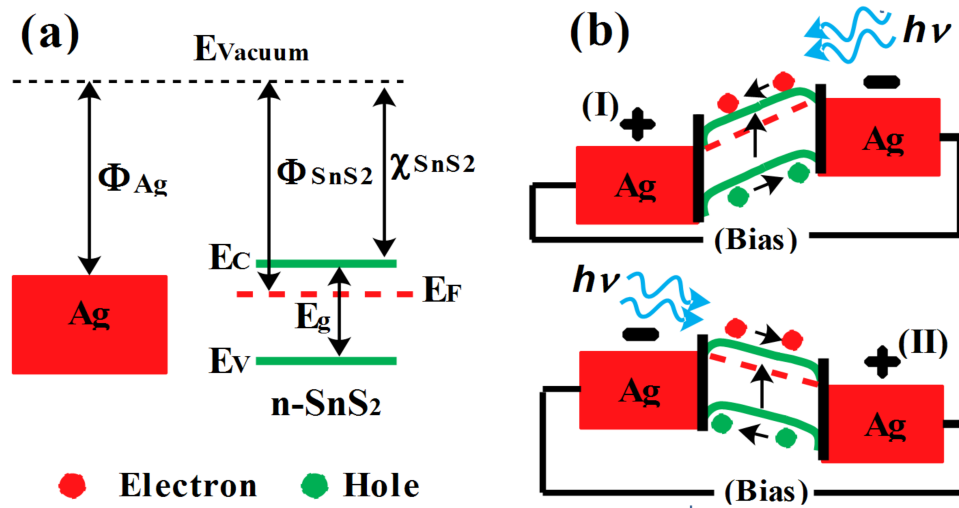 (a)
EVacuum
ΦAg
ΦSnS2
χSnS2
Ag
EC
EF
Eg
EV
n-SnS2
Electron
Hole
(b)
hν
(I)
+
−
Ag
Ag
(Bias)
hν
−
+
(II)
Ag
Ag
(Bias)